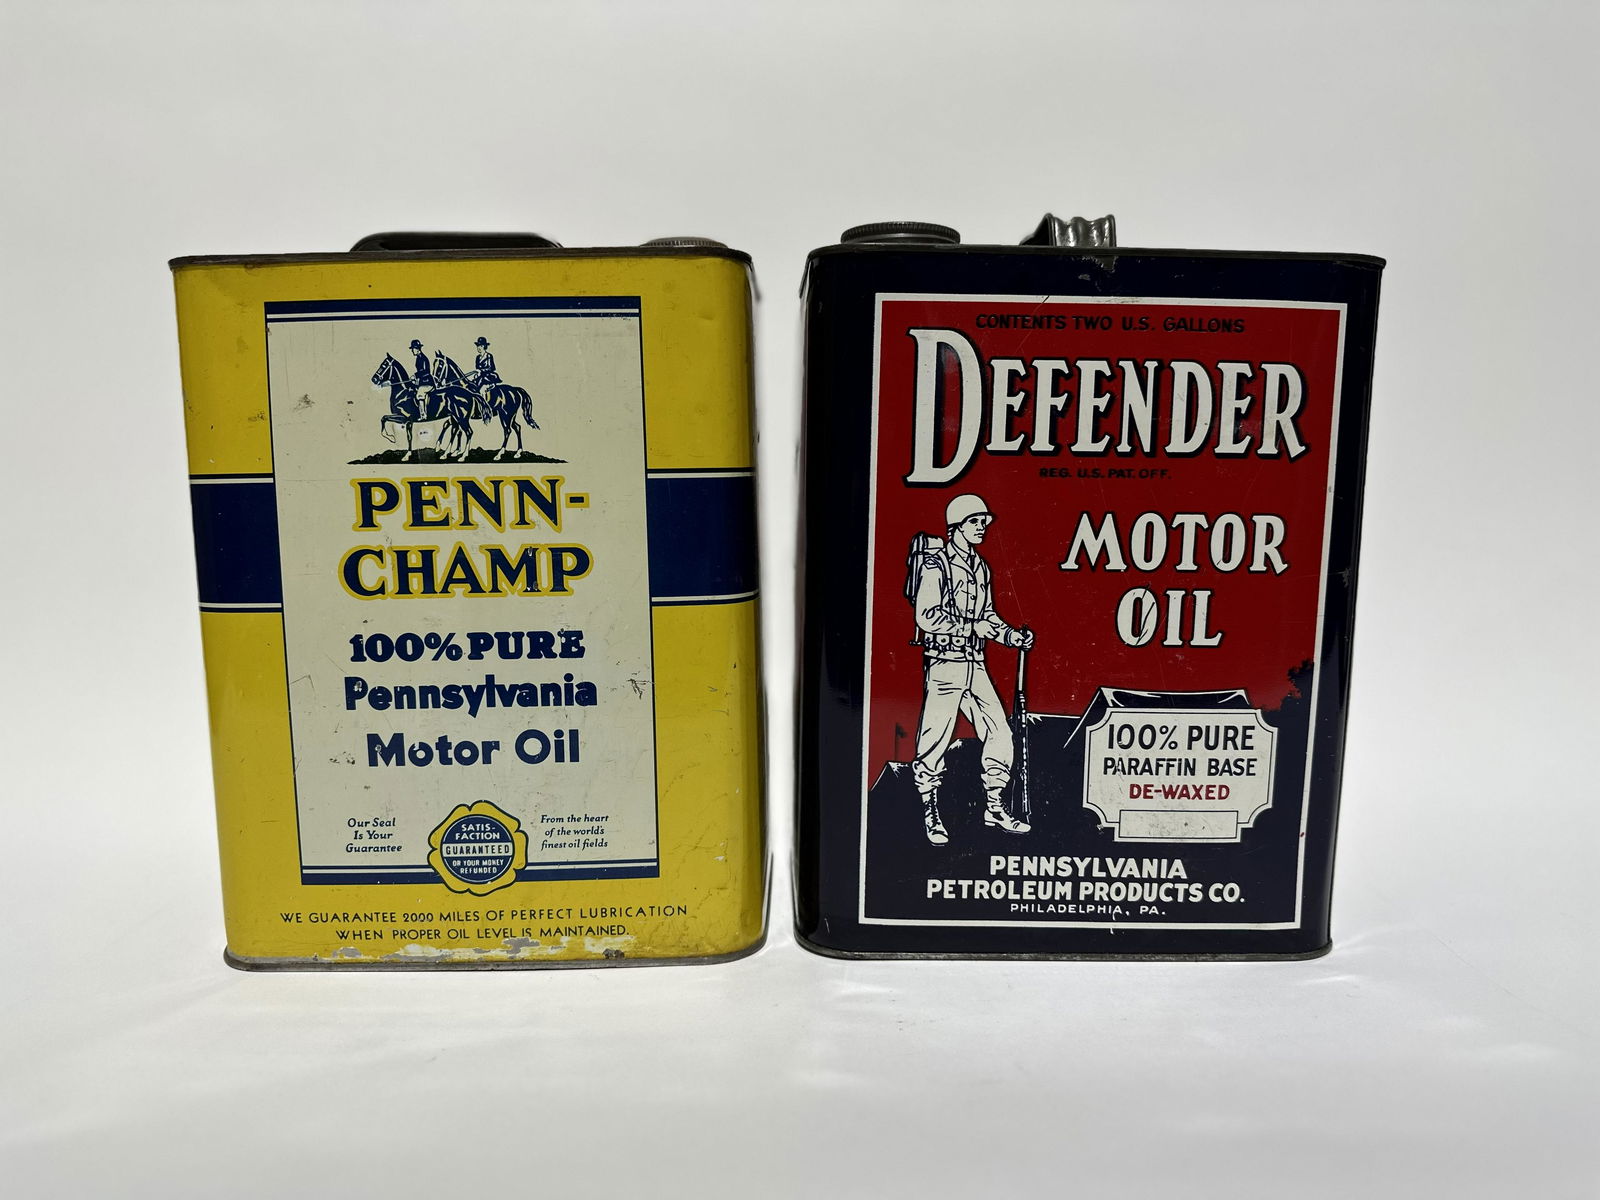 PENN-
CHAMP
100% PURE
Pennsylvania
Motor Oil
Our Seal
Is Your
Guarantee
SATIS-
FACTION
GUARANTEED
OR YOUR MONEY
REFUNDED
From the heart
of the worlds
finest oil fields
WE GUARANTEE 2000 MILES OF PERFECT LUBRICATION
WHEN PROPER OIL LEVEL IS MAINTAINED.
CONTENTS TWO U.S. GALLONS
DEFENDER
REG. U.S. PAT. OFF.
MOTOR
OIL
100% PURE
PARAFFIN BASE
DE-WAXED
PENNSYLVANIA
PETROLEUM PRODUCTS CO.
PHILADELPHIA, PA.